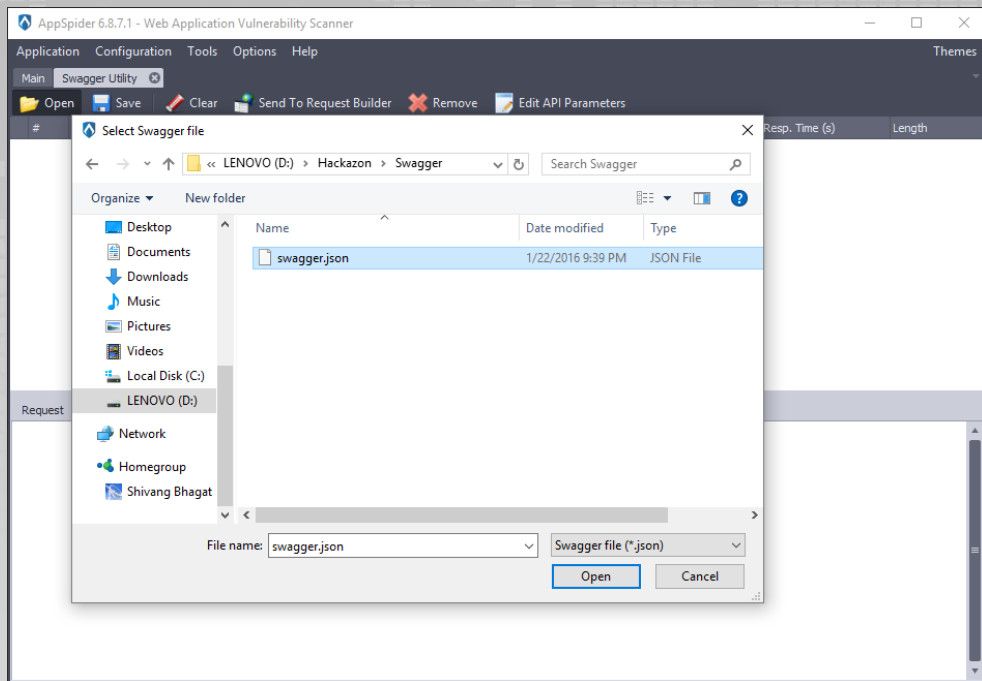 AppSpider 6.8.7.1 - Web Application Vulnerability Scanner
Application Configuration Tools Options Help Themes
Main Swagger Utility
Open Save Clear Send To Request Builder Remove Edit API Parameters
# Resp. Time (s) Length
Select Swagger file
« LENOVO (D:) > Hackazon > Swagger Search Swagger
Organize New folder
Name Date modified Type
Desktop
swagger.json 1/22/2016 9:39 PM JSON File
Documents
Downloads
Music
Pictures
Videos
Local Disk (C:)
LENOVO (D:)
Request
Network
Homegroup
Shivang Bhagat
File name: swagger.json Swagger file (*.json)
Open Cancel